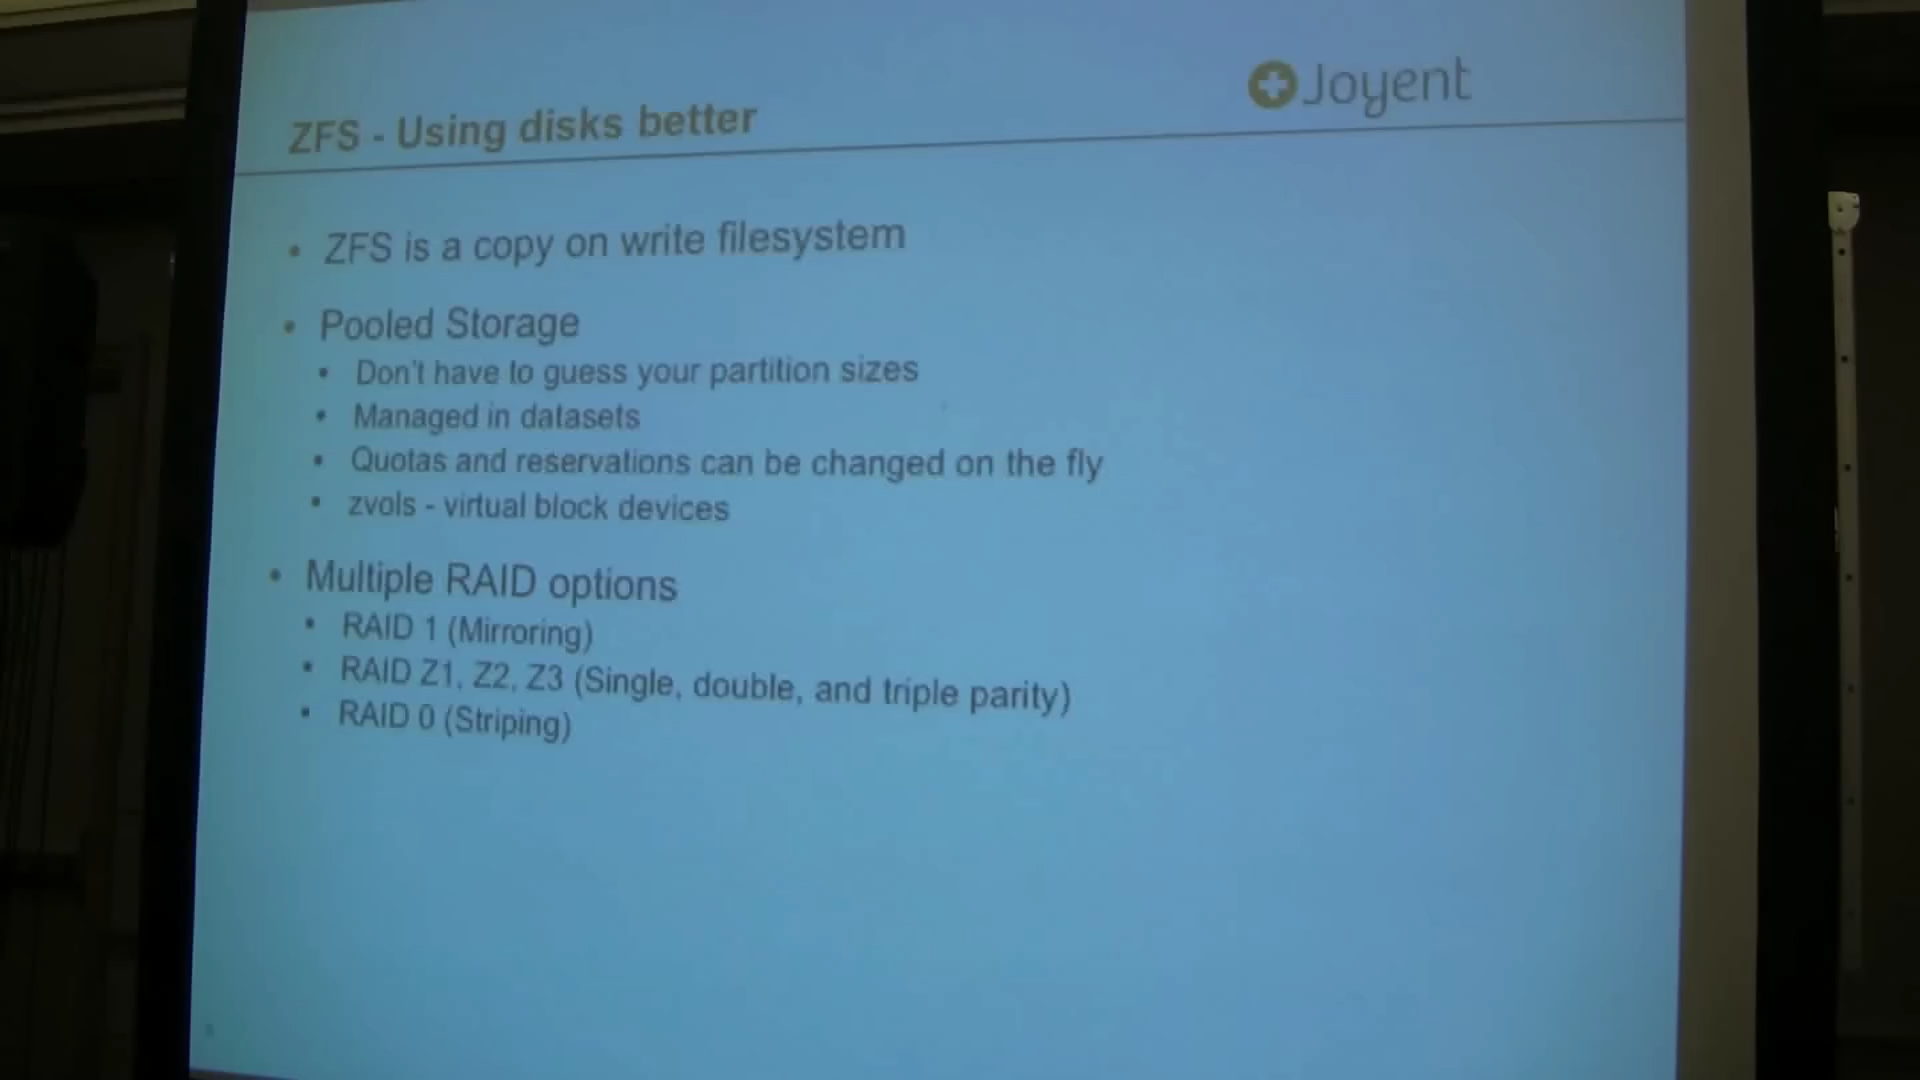 Joyent
ZFS - Using disks better
• ZFS is a copy on write filesystem
• Pooled Storage
• Don't have to guess your partition sizes
• Managed in datasets
• Quotas and reservations can be changed on the fly
• zvols - virtual block devices
• Multiple RAID options
• RAID 1 (Mirroring)
• RAID Z1, Z2, Z3 (Single, double, and triple parity)
• RAID 0 (Striping)